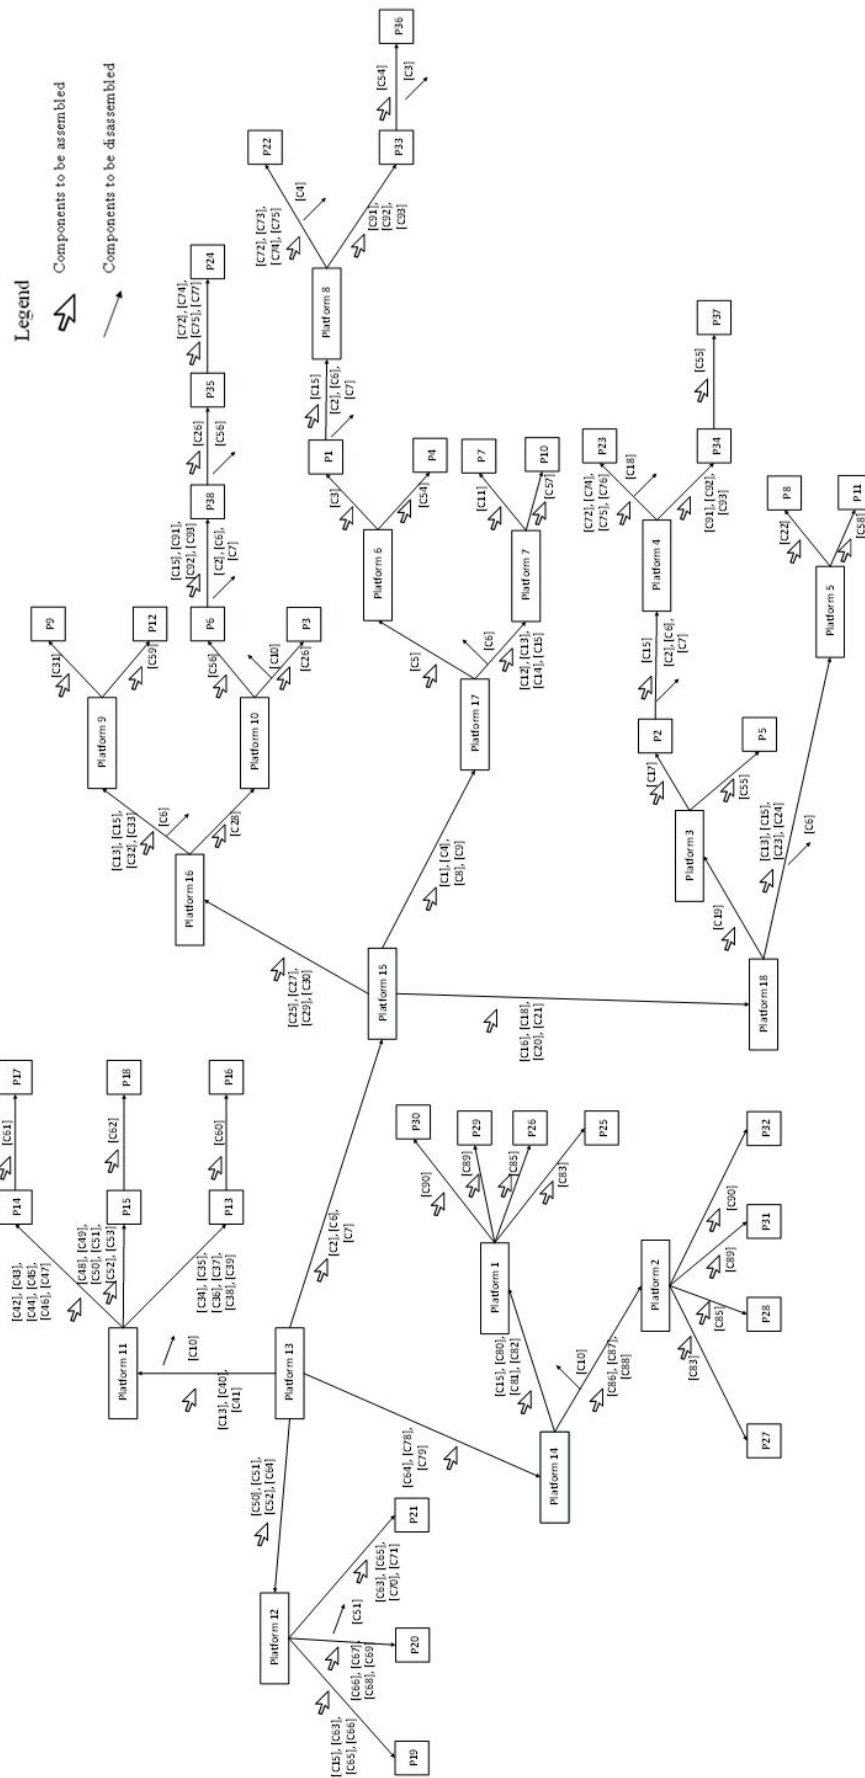 Legend
Components to be assembled
Components to be disassembled
P14
[C61]
P17
[C42], [C43],
[C44], [C45],
[C46], [C47]
[C48], [C49],
[C50], [C51],
[C52], [C53]
Platform 11
P15
[C62]
P18
[C34], [C35],
[C36], [C37],
[C38], [C39]
P13
[C60]
P16
[C10]
[C13], [C40],
[C41]
Platform 13
[C50], [C51],
[C52], [C64]
Platform 12
[C15], [C63],
[C65], [C66]
P19
[C66], [C67],
[C68], [C69]
P20
[C51]
[C63], [C65],
[C70], [C71]
P21
[C64], [C78],
[C79]
Platform 14
[C15], [C80],
[C81], [C82]
Platform 1
[C90]
P30
[C89]
P29
[C85]
P26
[C83]
P25
[C10]
[C86], [C87],
[C88]
Platform 2
[C83]
P27
[C85]
P28
[C89]
P31
[C90]
P32
[C2], [C6],
[C7]
Platform 15
[C25], [C27],
[C29], [C30]
Platform 16
[C13], [C15],
[C32], [C33]
[C6]
Platform 9
[C31]
P9
[C59]
P12
[C28]
Platform 10
[C56]
P6
[C10]
[C26]
P3
[C15], [C91],
[C92], [C93]
[C2], [C6],
[C7]
P38
[C26]
[C56]
P35
[C72], [C74],
[C75], [C77]
P24
[C1], [C4],
[C8], [C9]
Platform 17
[C5]
Platform 6
[C3]
P1
[C54]
P4
[C6]
[C12], [C13],
[C14], [C15]
Platform 7
[C11]
P7
[C57]
P10
[C15]
[C2], [C6],
[C7]
Platform 8
[C72], [C73],
[C74], [C75]
[C4]
P22
[C91],
[C92],
[C93]
P33
[C54]
[C3]
P36
[C16], [C18],
[C20], [C21]
Platform 18
[C19]
Platform 3
[C17]
P2
[C55]
P5
[C15]
[C2], [C6],
[C7]
Platform 4
[C72], [C74],
[C75], [C76]
[C18]
P23
[C91], [C92],
[C93]
P34
[C55]
P37
[C13], [C15],
[C23], [C24]
[C6]
Platform 5
[C22]
P8
[C58]
P11